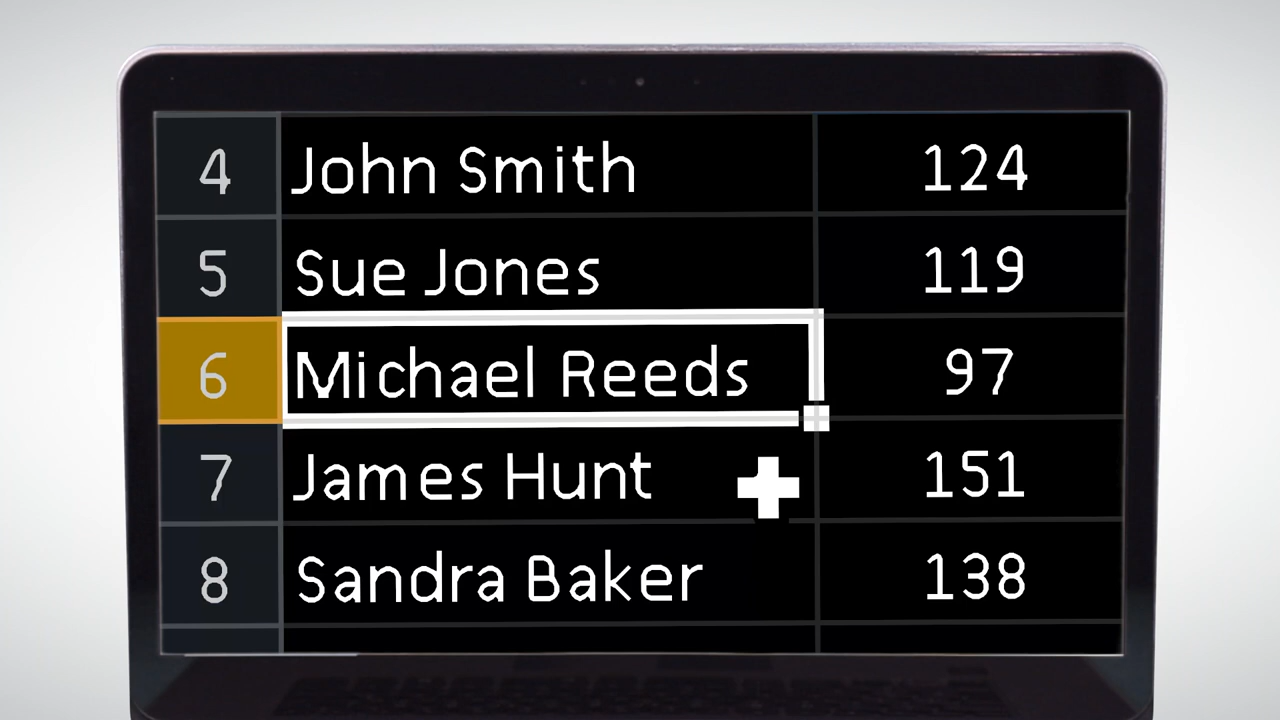 4 John Smith 124
5 Sue Jones 119
6 Michael Reeds 97
7 James Hunt 151
8 Sandra Baker 138